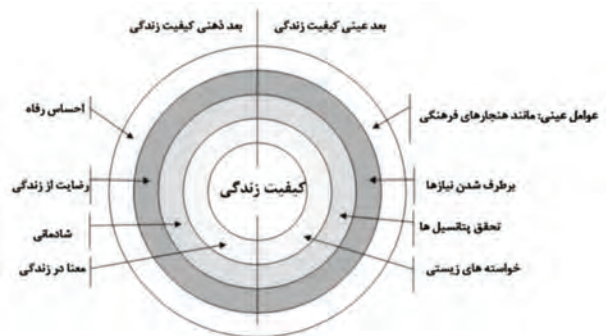 بعد عینی کیفیت زندگی
بعد ذهنی کیفیت زندگی
عوامل عینی: مانند هنجارهای فرهنگی
برطرف شدن نیازها
تحقق پتانسیل ها
خواسته های زیستی
کیفیت زندگی
احساس رفاه
رضایت از زندگی
شادمانی
معنا در زندگی